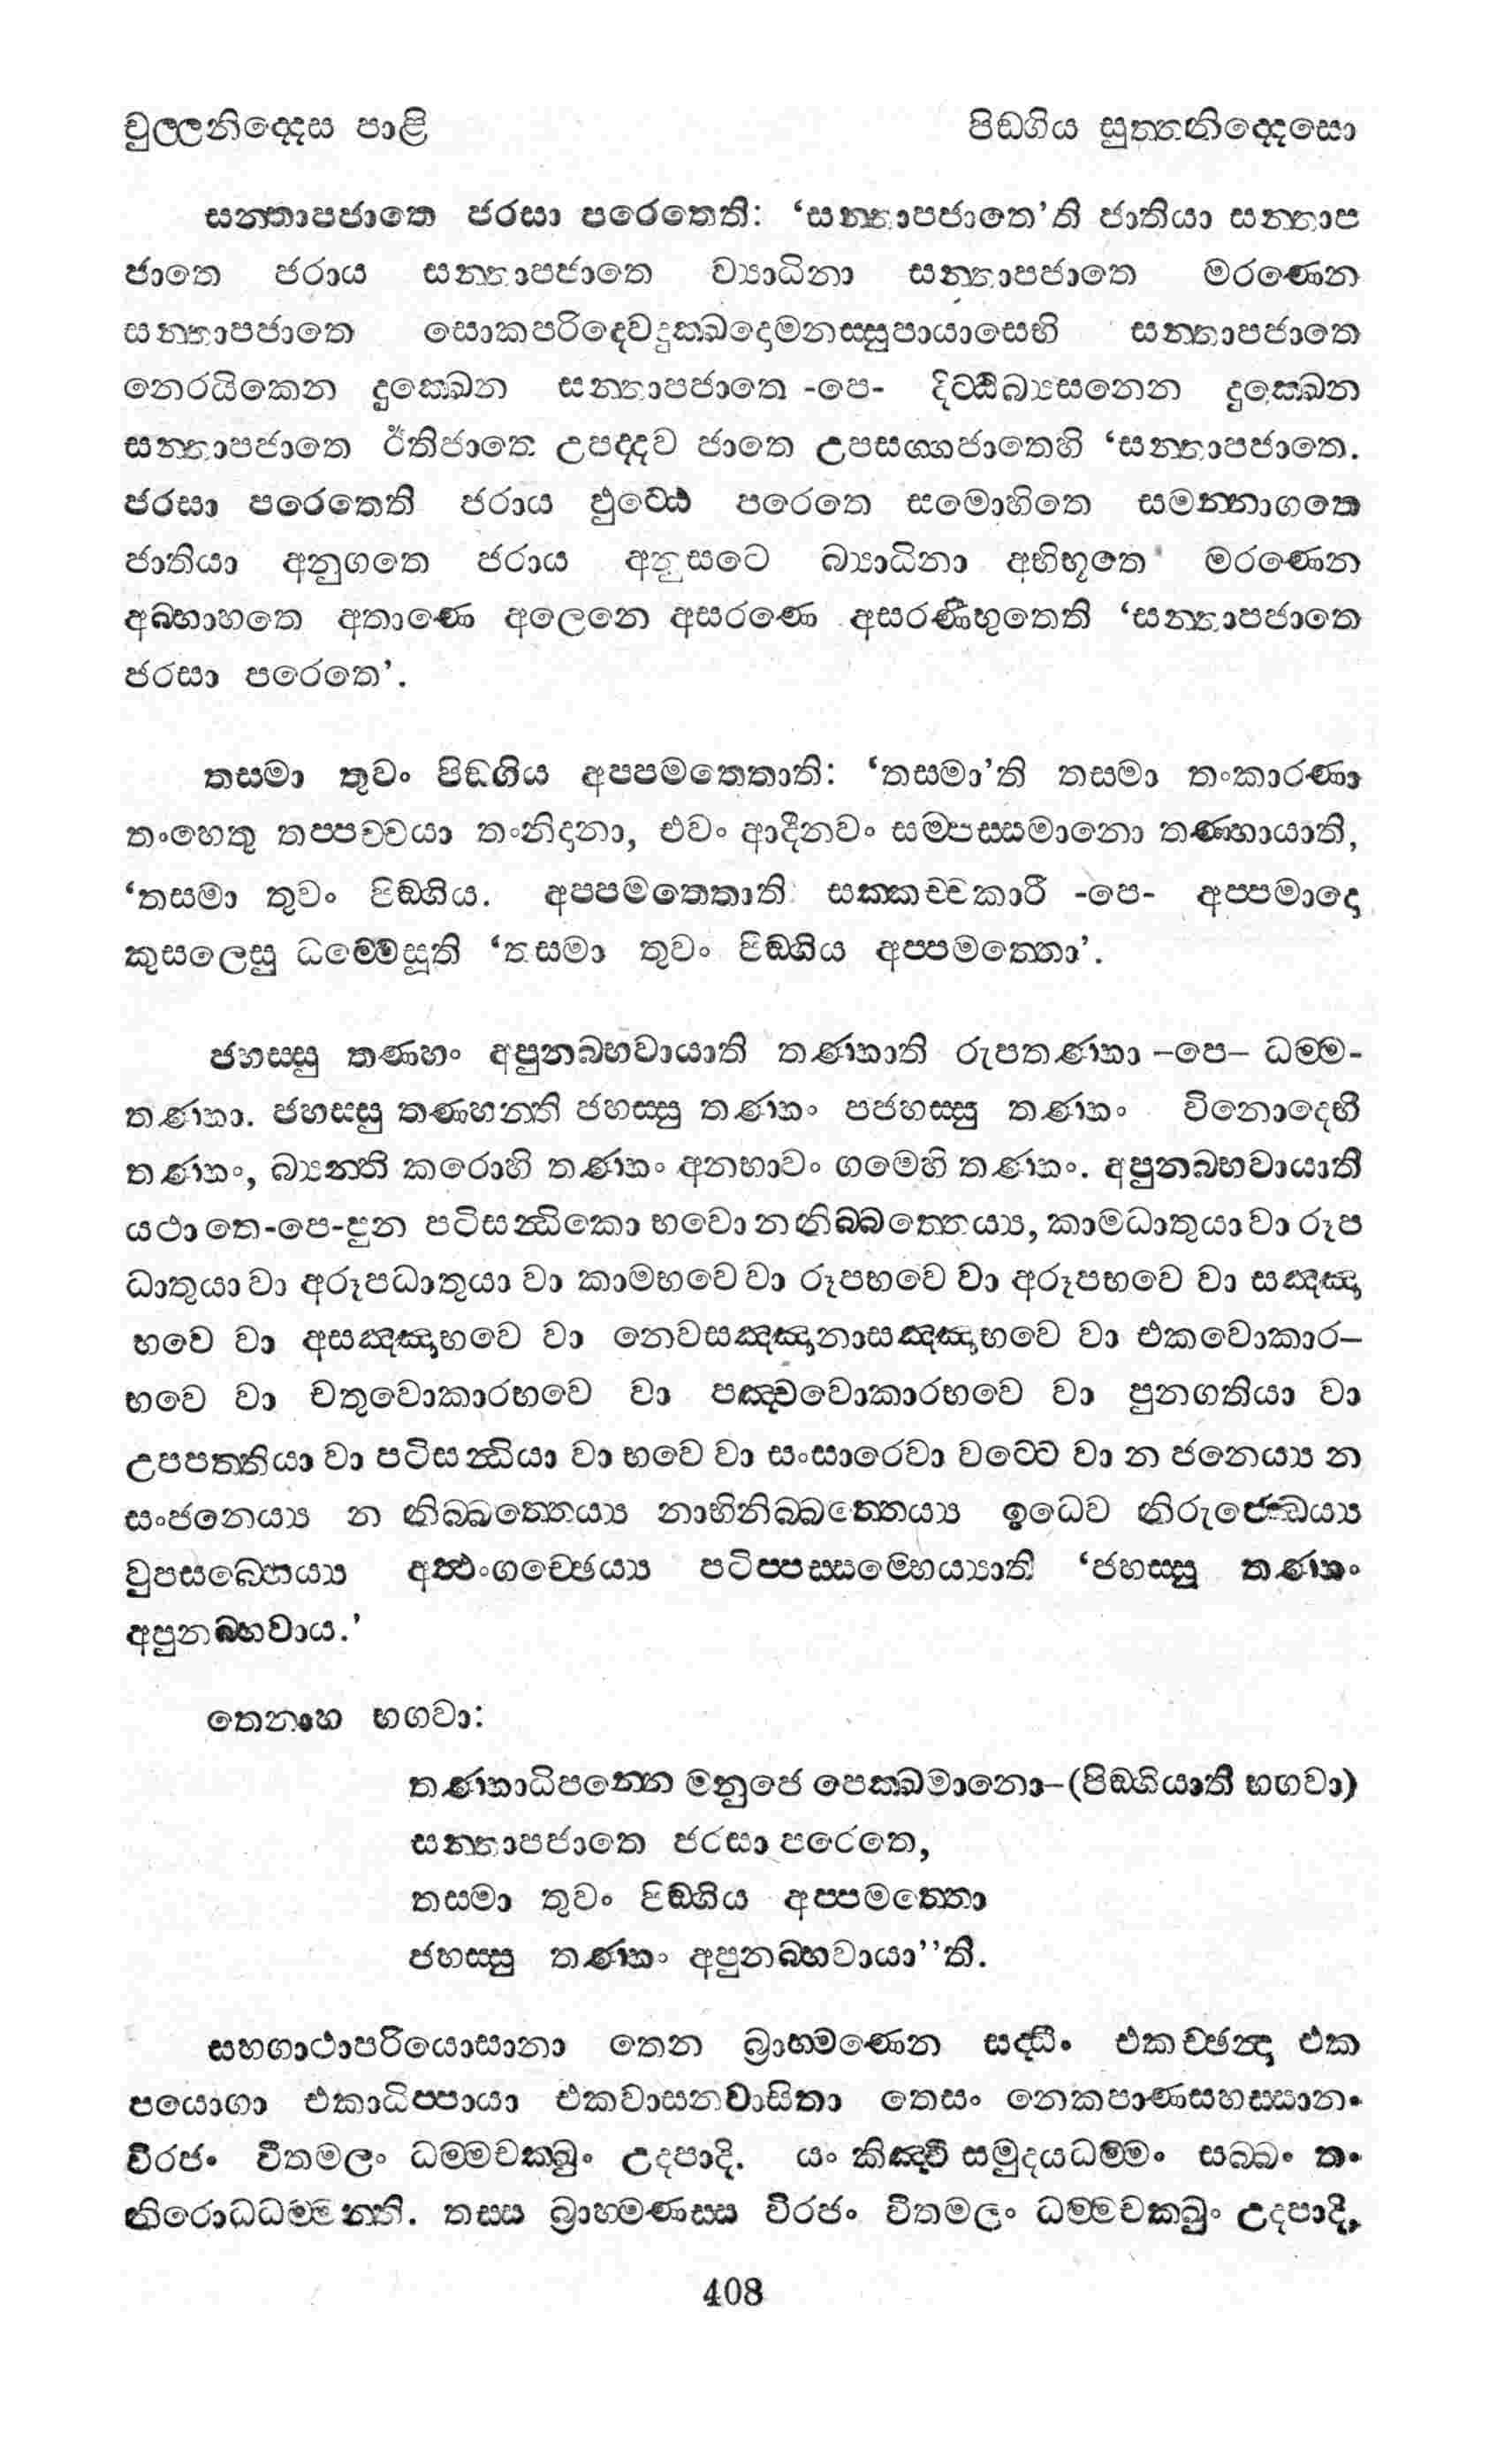 චුල්ලනිද්දෙස පාළි පිඞ්ගිය සුත්තනිද්දෙසො
සන්තාපජාතෙ ජරසා පරෙතෙති: ‘සන්තාපජාතෙ’ති ජාතියා සන්තාප
ජාතෙ ජරාය සන්තාපජාතෙ ව්‍යාධිනා සන්තාපජාතෙ මරණෙන
සන්තාපජාතෙ සොකපරිදෙවදුක්ඛදොමනස්සුපායාසෙහි සන්තාපජාතෙ
නෙරයිකෙන දුක්ඛෙන සන්තාපජාතෙ -පෙ- දිට්ඨිබ්‍යසනෙන දුක්ඛෙන
සන්තාපජාතෙ ඊතිජාතෙ උපද්දව ජාතෙ උපසග්ගජාතෙහි ‘සන්තාපජාතෙ.
ජරසා පරෙතෙති ජරාය ඵුට්ඨෙ පරෙතෙ සමොහිතෙ සමන්නාගතෙ
ජාතියා අනුගතෙ ජරාය අනුසටෙ බ්‍යාධිනා අභිභූතෙ මරණෙන
අබ්භාහතෙ අතාණෙ අලෙනෙ අසරණෙ අසරණීභුතෙති ‘සන්තාපජාතෙ
ජරසා පරෙතෙ’.
තස්මා තුවං පිඞ්ගිය අප්පමත්තොති: ‘තස්මා’ති තස්මා තංකාරණා
තංහෙතු තප්පච්චයා තංනිදානා, එවං ආදීනවං සම්පස්සමානො තණ්හායාති,
‘තස්මා තුවං පිඞ්ගිය. අප්පමත්තොති සක්කච්චකාරී -පෙ- අප්පමාදො
කුසලෙසු ධම්මෙසූති ‘තස්මා තුවං පිඞ්ගිය අප්පමත්තො’.
ජහස්සු තණ්හං අපුනබ්භවායාති තණ්හාති රුපතණ්හා –පෙ– ධම්ම-
තණ්හා. ජහස්සු තණ්හන්ති ජහස්සු තණ්හං පජහස්සු තණ්හං විනොදෙහි
තණ්හං, බ්‍යන්ති කරොහි තණ්හං අනභාවං ගමෙහි තණ්හං. අපුනබ්භවායාති
යථා තෙ-පෙ-පුන පටිසන්ධිකො භවො න නිබ්බත්තෙය්‍ය, කාමධාතුයා වා රූප
ධාතුයා වා අරූපධාතුයා වා කාමභවෙ වා රූපභවෙ වා අරූපභවෙ වා සඤ්ඤා
භවෙ වා අසඤ්ඤාභවෙ වා නෙවසඤ්ඤානාසඤ්ඤාභවෙ වා එකවොකාර–
භවෙ වා චතුවොකාරභවෙ වා පඤ්චවොකාරභවෙ වා පුනගතියා වා
උපපත්තියා වා පටිසන්ධියා වා භවෙ වා සංසාරෙවා වට්ටෙ වා න ජනෙය්‍ය න
සංජනෙය්‍ය න නිබ්බත්තෙය්‍ය නාභිනිබ්බත්තෙය්‍ය ඉධෙව නිරුජ්ඣෙය්‍ය
වුපසම්මෙය්‍ය අත්ථංගච්ඡෙය්‍ය පටිප්පස්සම්භෙය්‍යාති ‘ජහස්සු තණ්හං
අපුනබ්භවාය.’
තෙනාහ භගවා:
තණ්හාධිපන්නෙ මනුජෙ පෙක්ඛමානො–(පිඞ්ගියාති භගවා)
සන්තාපජාතෙ ජරසා පරෙතෙ,
තස්මා තුවං පිඞ්ගිය අප්පමත්තො
ජහස්සු තණ්හං අපුනබ්භවායා’’ති.
සහගාථාපරියොසානා තෙන බ්‍රාහ්මණෙන සද්ධිං එකච්ඡන්දා එක
පයොගා එකාධිප්පායා එකවාසනවාසිතා තෙසං නෙකපාණසහස්සානං
විරජං වීතමලං ධම්මචක්ඛුං උදපාදි. යං කිඤ්චි සමුදයධම්මං සබ්බං තං
නිරොධධම්මන්ති. තස්ස බ්‍රාහ්මණස්ස විරජං වීතමලං ධම්මචක්ඛුං උදපාදි,
408